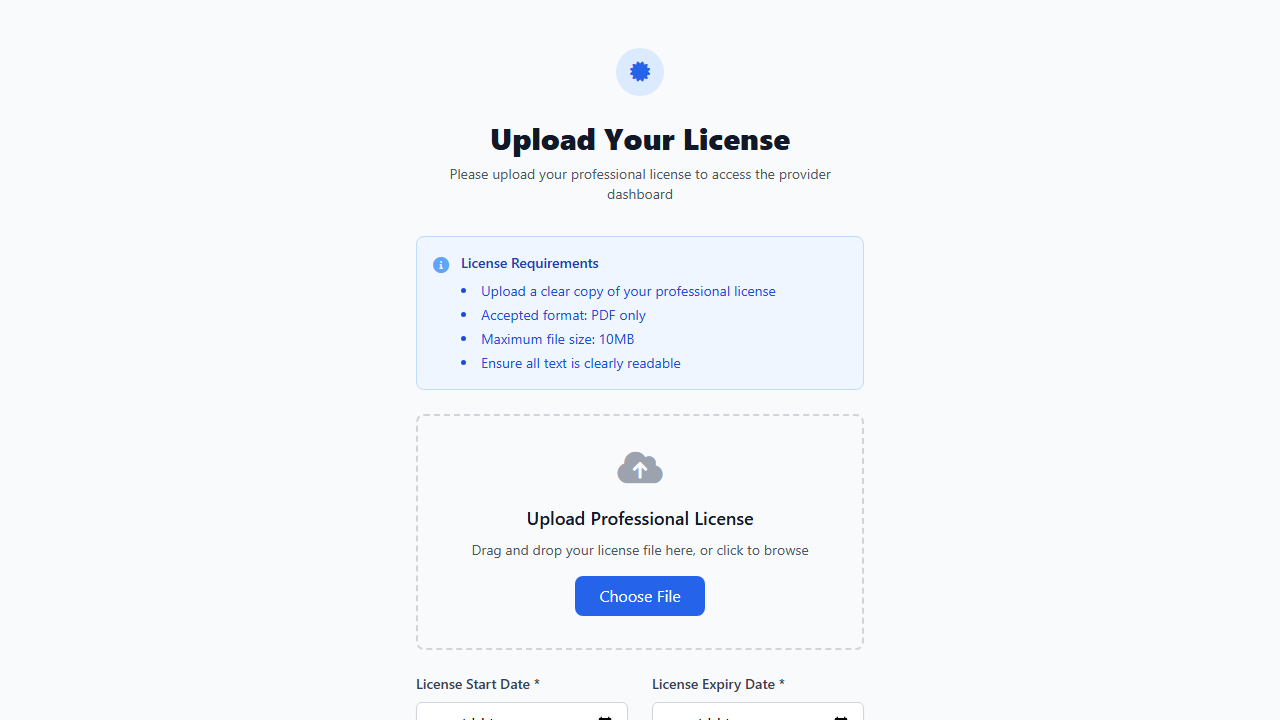 Upload Your License
Please upload your professional license to access the provider
dashboard
License Requirements
Upload a clear copy of your professional license
Accepted format: PDF only
Maximum file size: 10MB
Ensure all text is clearly readable
Upload Professional License
Drag and drop your license file here, or click to browse
Choose File
License Start Date *
License Expiry Date *